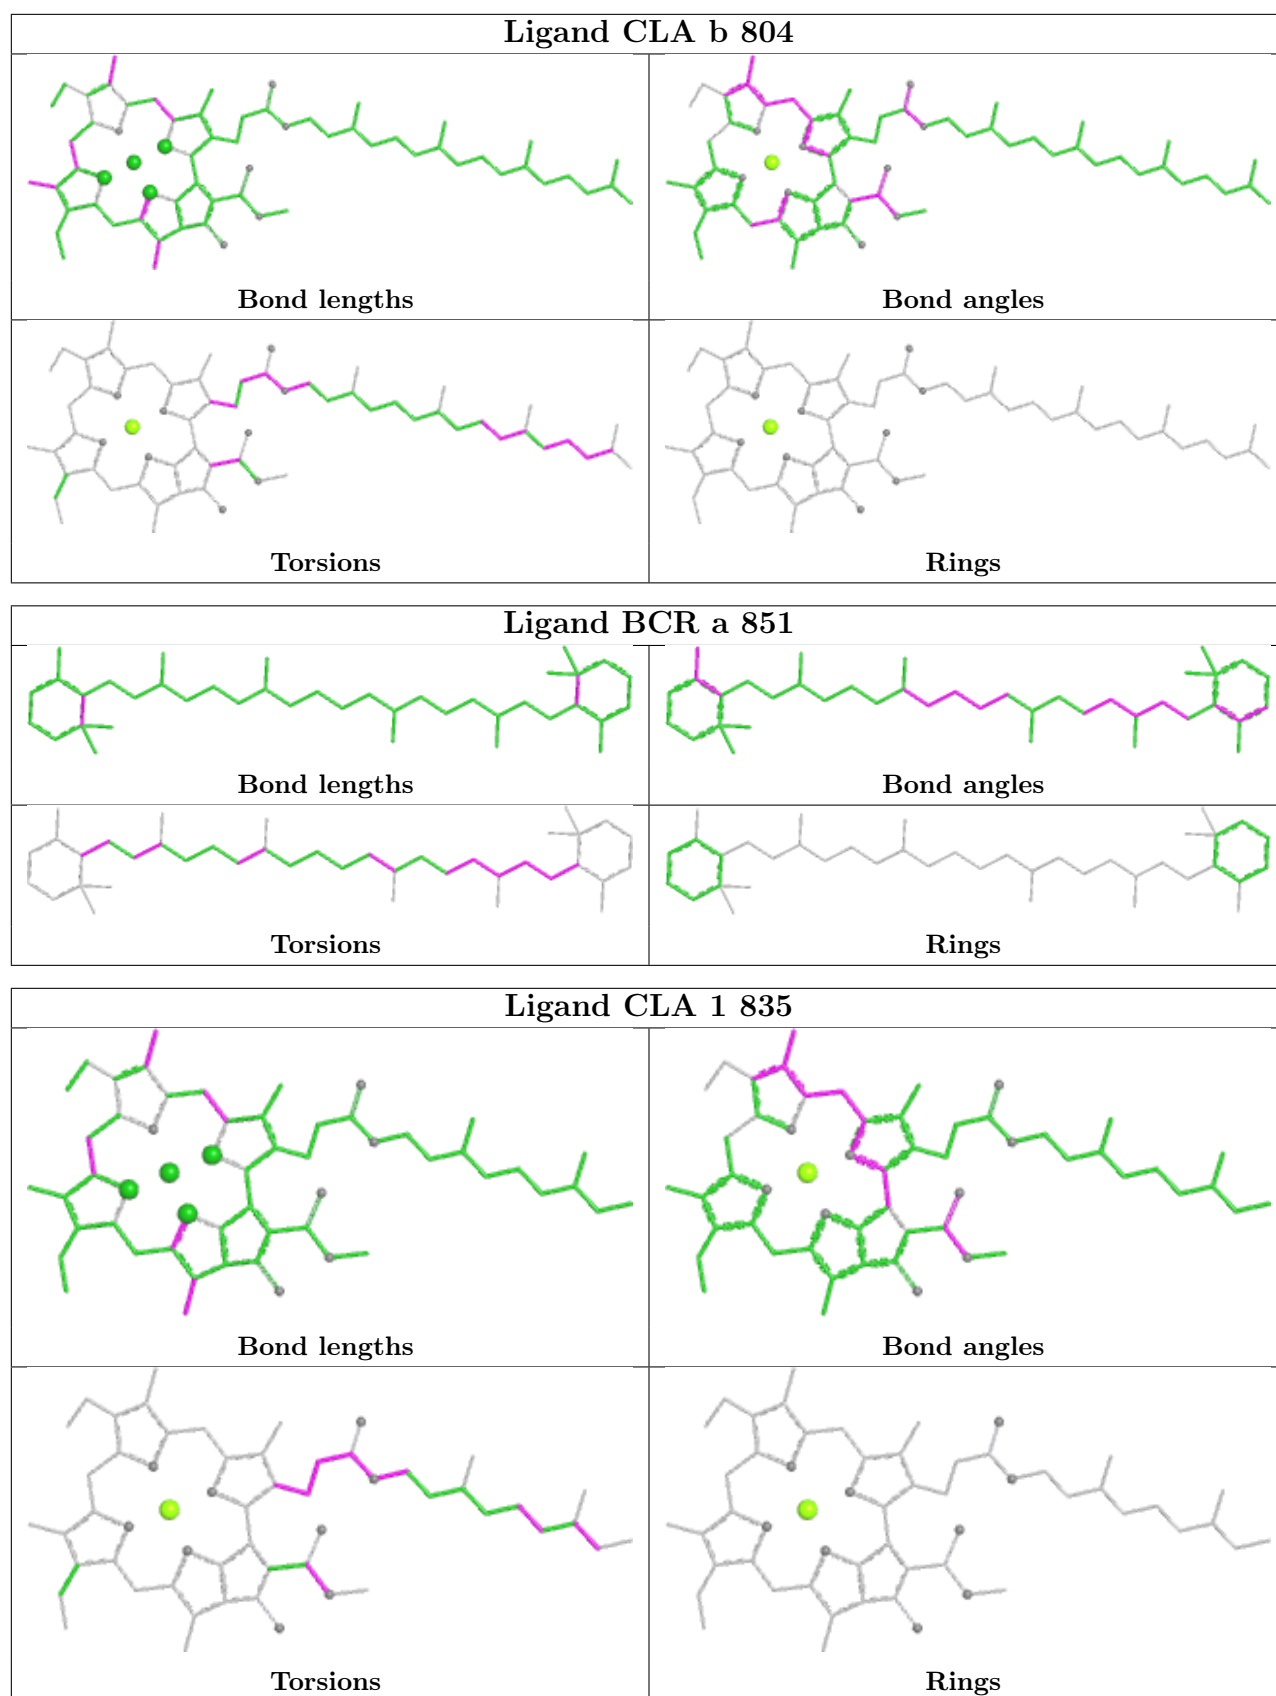 Ligand CLA b 804
Bond lengths
Bond angles
Torsions
Rings
Ligand BCR a 851
Bond lengths
Bond angles
Torsions
Rings
Ligand CLA 1 835
Bond lengths
Bond angles
Torsions
Rings